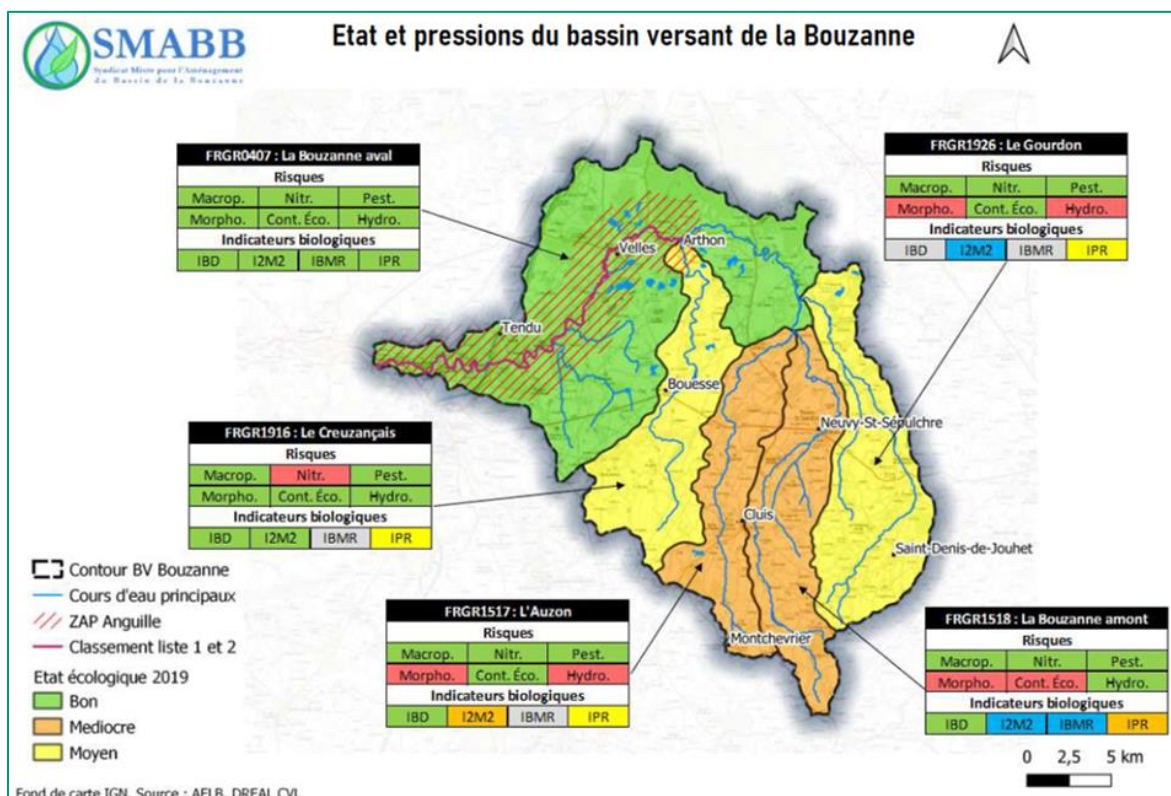 SMABB
Syndicat Mixte pour l'Aménagement
du Bassin de la Bouzanne
Etat et pressions du bassin versant de la Bouzanne
FRGR0407 : La Bouzanne aval
Risques
Macrop. Nitr. Pest.
Morpho. Cont. Éco. Hydro.
Indicateurs biologiques
IBD I2M2 IBMR IPR
FRGR1926 : Le Gourdon
Risques
Macrop. Nitr. Pest.
Morpho. Cont. Éco. Hydro.
Indicateurs biologiques
IBD I2M2 IBMR IPR
Arthon
Velles
Tendu
Bouesse
Neuvy-St-Sépulchre
Cluis
Saint-Denis-de-Jouhet
Montchevrier
FRGR1916 : Le Creuzançais
Risques
Macrop. Nitr. Pest.
Morpho. Cont. Éco. Hydro.
Indicateurs biologiques
IBD I2M2 IBMR IPR
FRGR1517 : L'Auzon
Risques
Macrop. Nitr. Pest.
Morpho. Cont. Éco. Hydro.
Indicateurs biologiques
IBD I2M2 IBMR IPR
FRGR1518 : La Bouzanne amont
Risques
Macrop. Nitr. Pest.
Morpho. Cont. Éco. Hydro.
Indicateurs biologiques
IBD I2M2 IBMR IPR
Contour BV Bouzanne
Cours d'eau principaux
ZAP Anguille
Classement liste 1 et 2
Etat écologique 2019
Bon
Mediocre
Moyen
0 2,5 5 km
Fond de carte IGN, Source : AELB, DREAL CVL